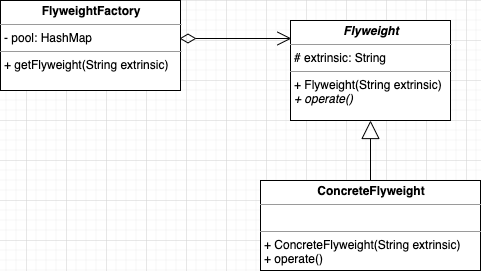 FlyweightFactory
- pool: HashMap
+ getFlyweight(String extrinsic)
Flyweight
# extrinsic: String
+ Flyweight(String extrinsic)
+ operate()
ConcreteFlyweight
+ ConcreteFlyweight(String extrinsic)
+ operate()